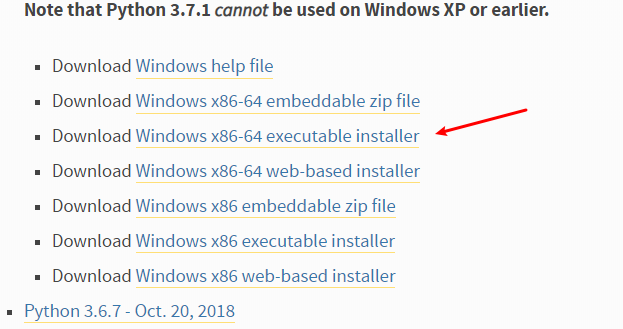 Note that Python 3.7.1 cannot be used on Windows XP or earlier.
Download Windows help file
Download Windows x86-64 embeddable zip file
Download Windows x86-64 executable installer
Download Windows x86-64 web-based installer
Download Windows x86 embeddable zip file
Download Windows x86 executable installer
Download Windows x86 web-based installer
Python 3.6.7 - Oct. 20, 2018